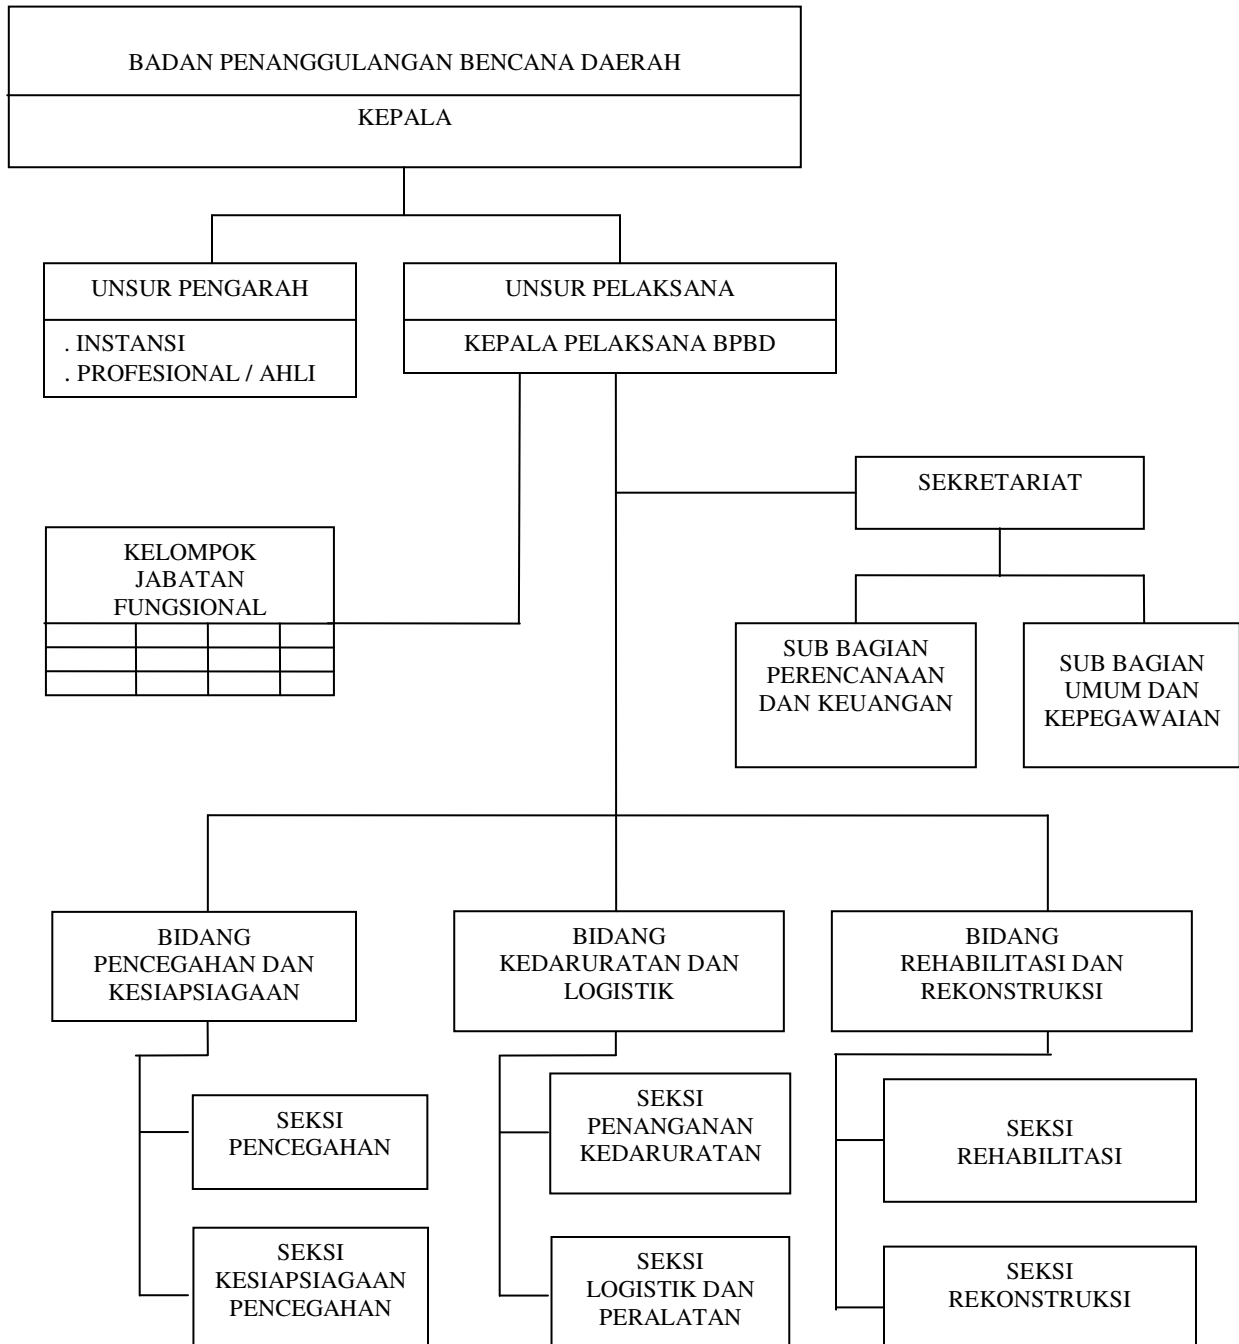 BADAN PENANGGULANGAN BENCANA DAERAH
KEPALA
UNSUR PENGARAH
. INSTANSI
. PROFESIONAL / AHLI
UNSUR PELAKSANA
KEPALA PELAKSANA BPBD
SEKRETARIAT
KELOMPOK
JABATAN
FUNGSIONAL
SUB BAGIAN
PERENCANAAN
DAN KEUANGAN
SUB BAGIAN
UMUM DAN
KEPEGAWAIAN
BIDANG
PENCEGAHAN DAN
KESIAPSIAGAAN
BIDANG
KEDARURATAN DAN
LOGISTIK
BIDANG
REHABILITASI DAN
REKONSTRUKSI
SEKSI
PENCEGAHAN
SEKSI
PENANGANAN
KEDARURATAN
SEKSI
REHABILITASI
SEKSI
KESIAPSIAGAAN
PENCEGAHAN
SEKSI
LOGISTIK DAN
PERALATAN
SEKSI
REKONSTRUKSI